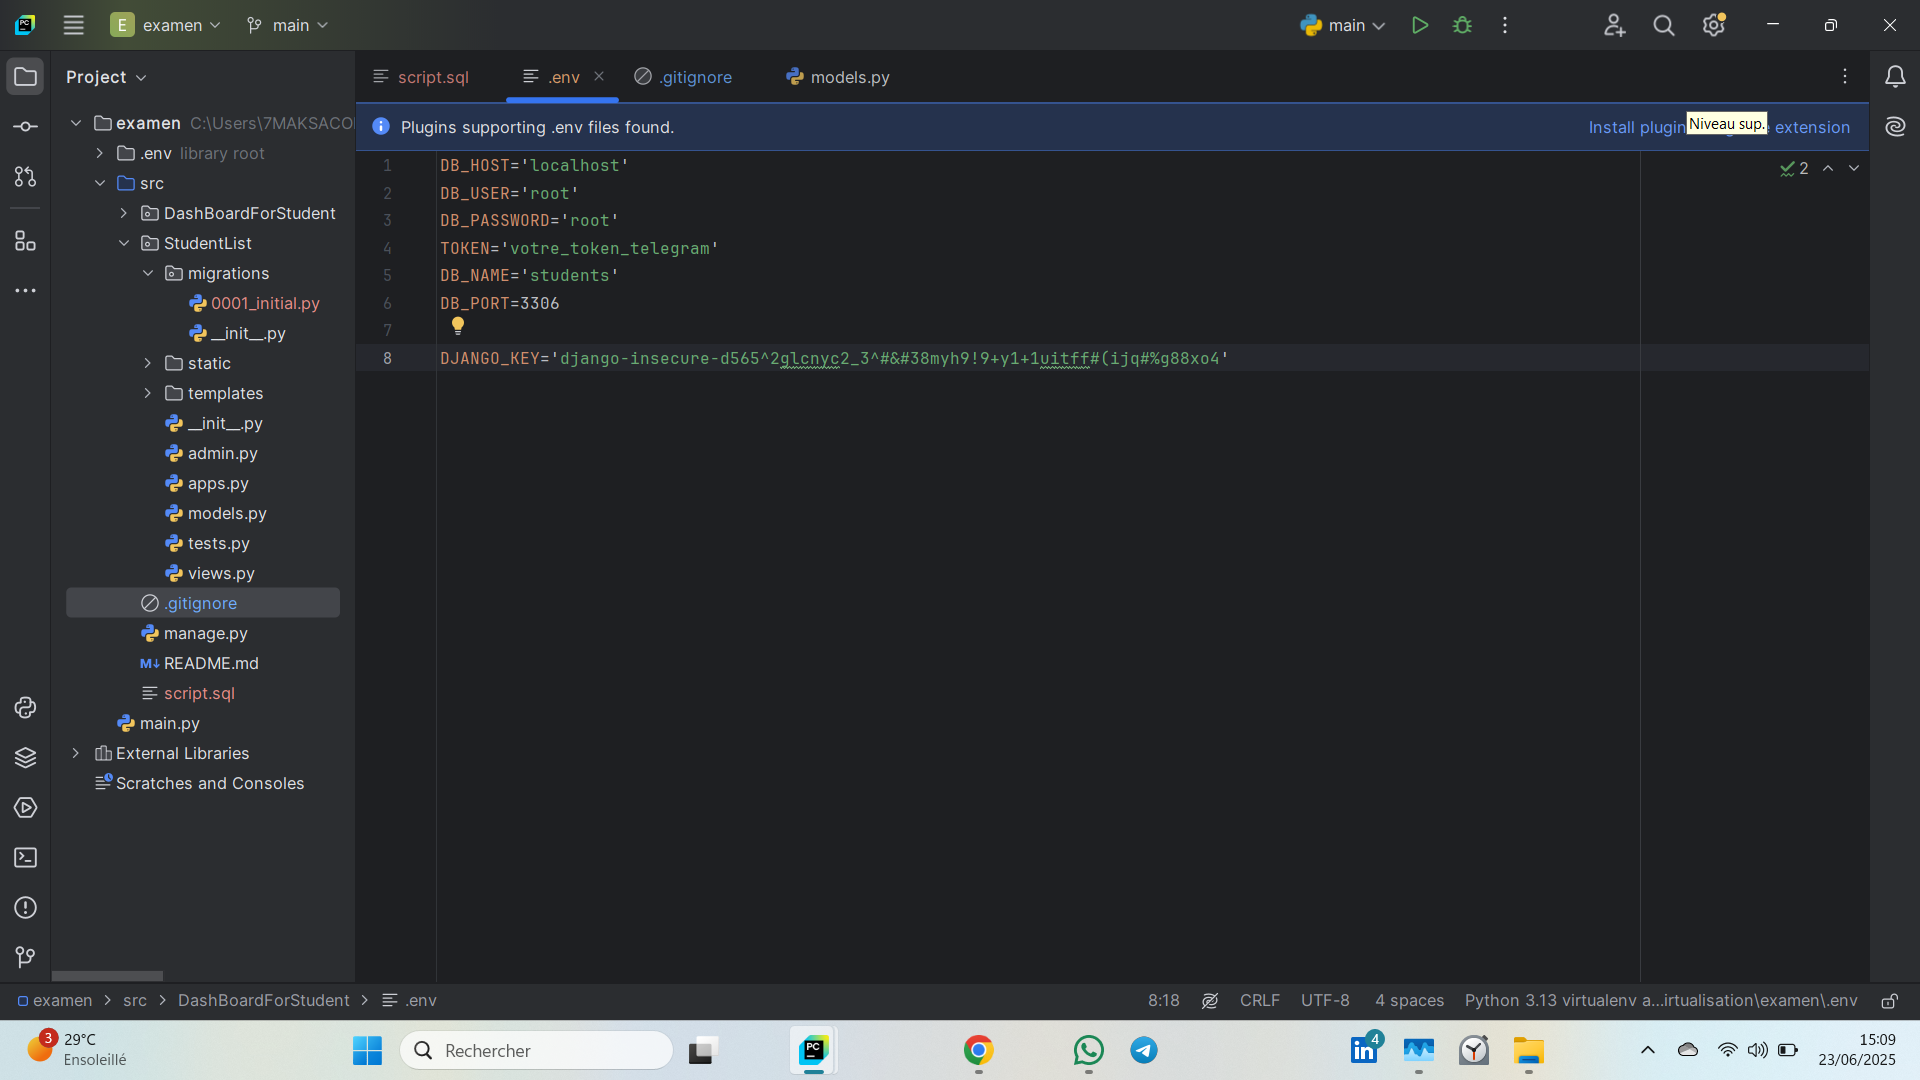 E examen main
main
Project
script.sql
.env
.gitignore
models.py
Plugins supporting .env files found.
Install plugin
extension
Niveau sup.
examen C:\Users\7MAKSACO
.env library root
src
DashBoardForStudent
StudentList
migrations
0001_initial.py
__init__.py
static
templates
__init__.py
admin.py
apps.py
models.py
tests.py
views.py
.gitignore
manage.py
README.md
script.sql
main.py
External Libraries
Scratches and Consoles
1 DB_HOST='localhost'
2 DB_USER='root'
3 DB_PASSWORD='root'
4 TOKEN='votre_token_telegram'
5 DB_NAME='students'
6 DB_PORT=3306
7
8 DJANGO_KEY='django-insecure-d565^2glcnyc2_3^#&#38myh9!9+y1+1uitff#(ijq#%g88xo4'
2
examen > src > DashBoardForStudent > .env
8:18 CRLF UTF-8 4 spaces Python 3.13 virtualenv a...irtualisation\examen\.env
3
29°C
Ensoleillé
Rechercher
PC
4
15:09
23/06/2025